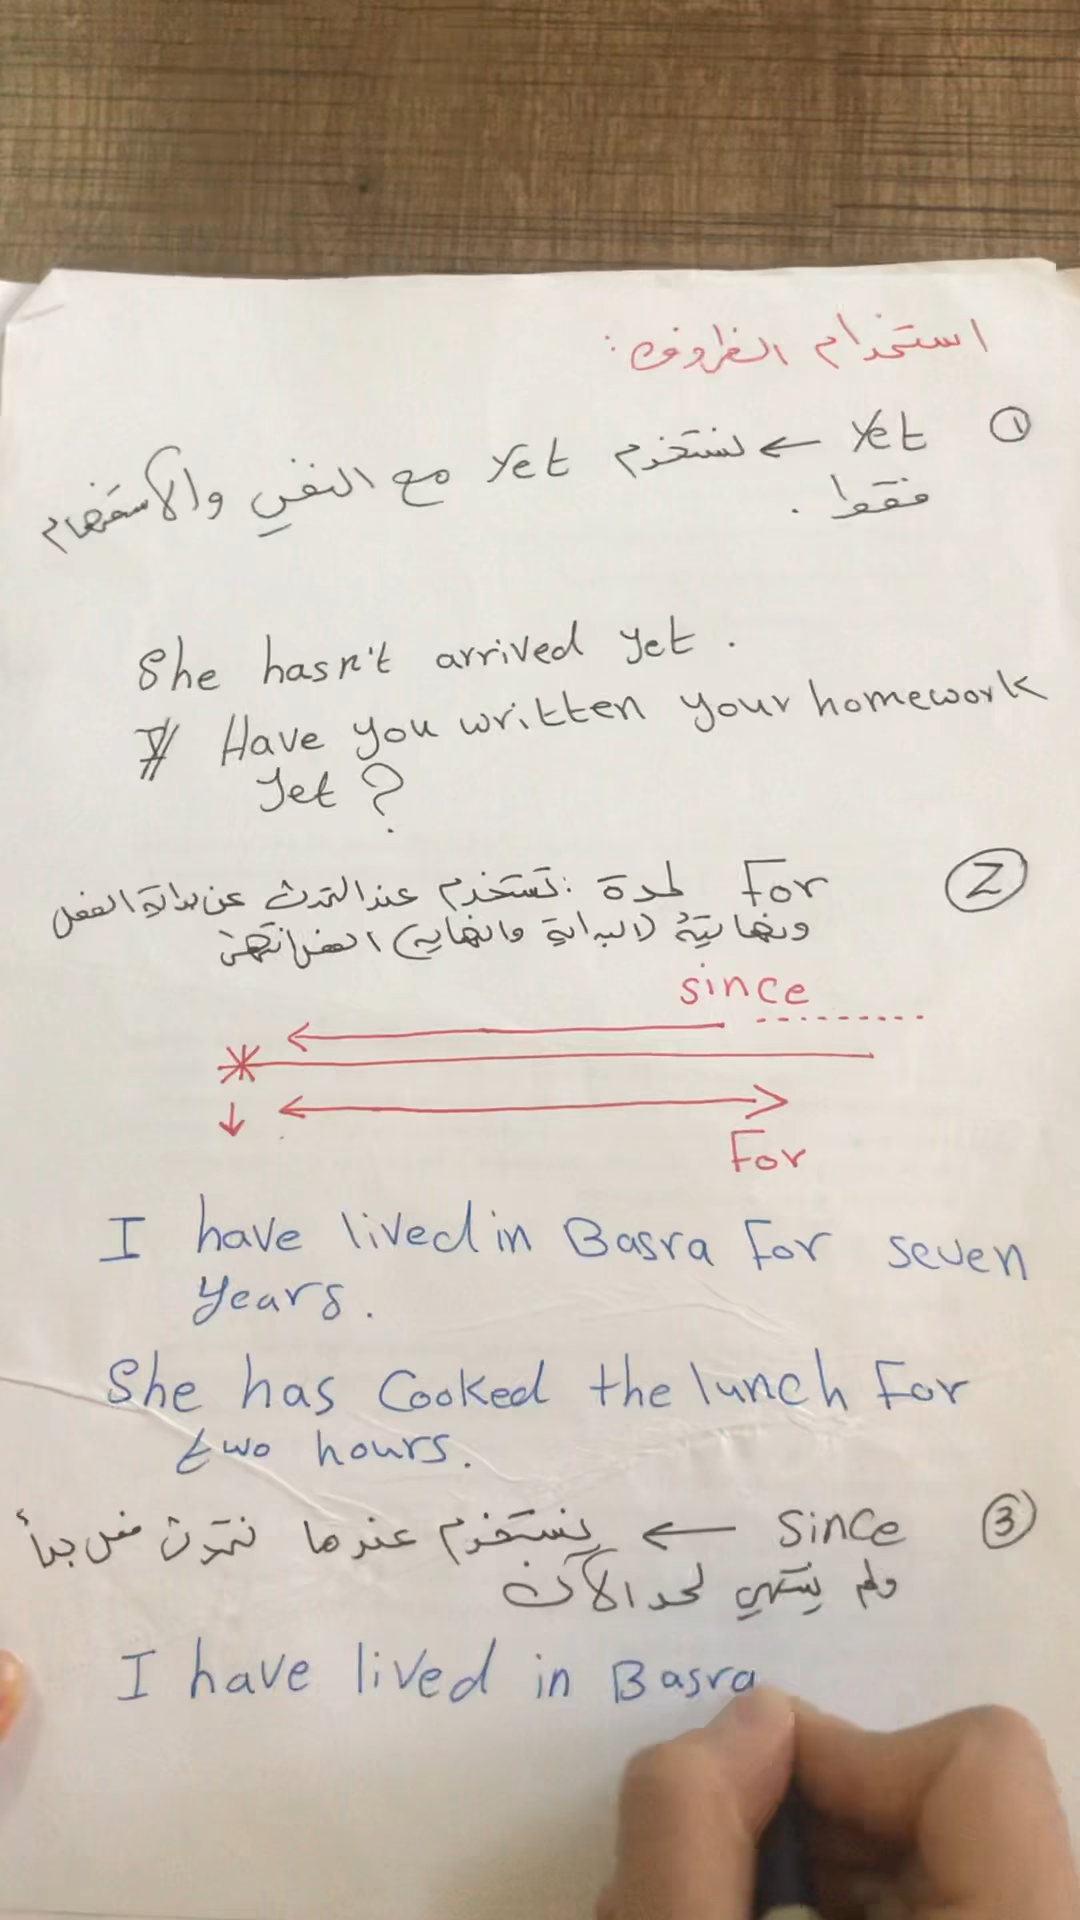 استخدام الظروف:
① Yet ← نستخدم Yet مع النفي والأستفهام
فقط .
She hasn't arrived yet .
Have you written your homework
Yet ?
② For لمدة : تستخدم عند التحدث عن بداية الفعل
ونهايتة (البداية والنهاية) الفعل انتهى
since
For
I have lived in Basra For seven
Years.
She has Cooked the lunch For
two hours.
③ Since ← يستخدم عندما نتحدث فعل بدأ
ولم ينتهي لحد الآن
I have lived in Basra